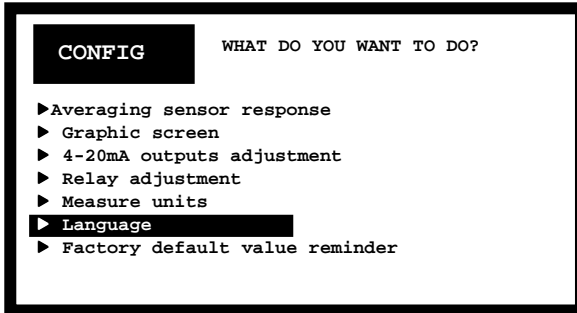 CONFIG
WHAT DO YOU WANT TO DO?
Averaging sensor response
Graphic screen
4-20mA outputs adjustment
Relay adjustment
Measure units
Language
Factory default value reminder